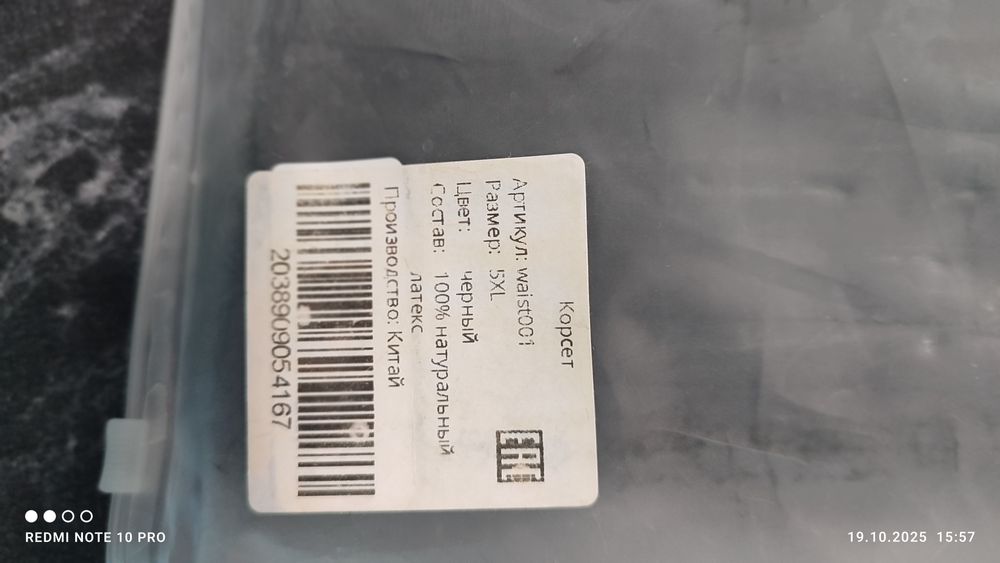 Корсет
Артикул: waist001
Размер: 5XL
Цвет: черный
Состав: 100% натуральный
латекс
Производство: Китай
2038909054167
EAC
REDMI NOTE 10 PRO
19.10.2025 15:57